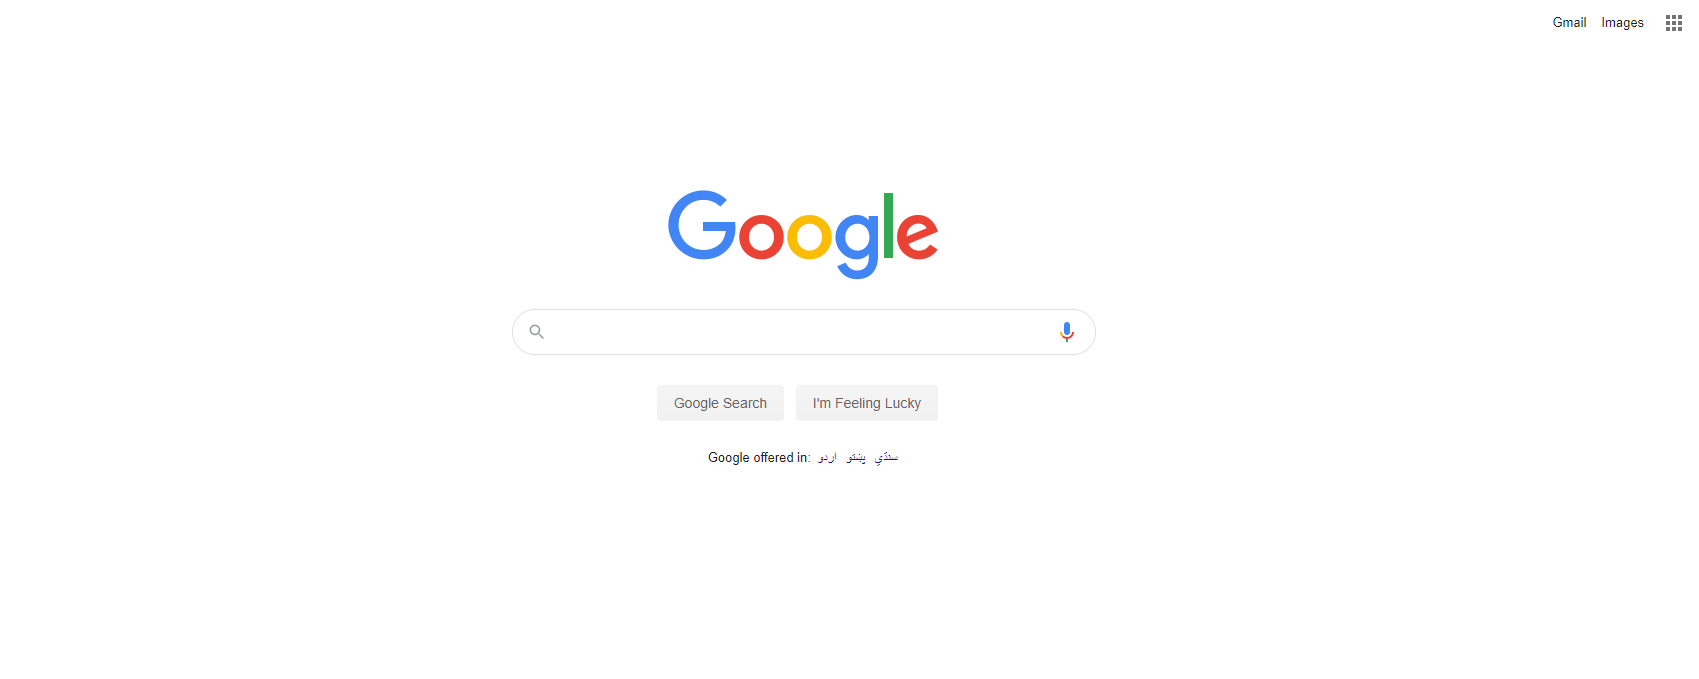 Gmail Images
Google
Google Search I'm Feeling Lucky
Google offered in: اردو پښتو سنڌي